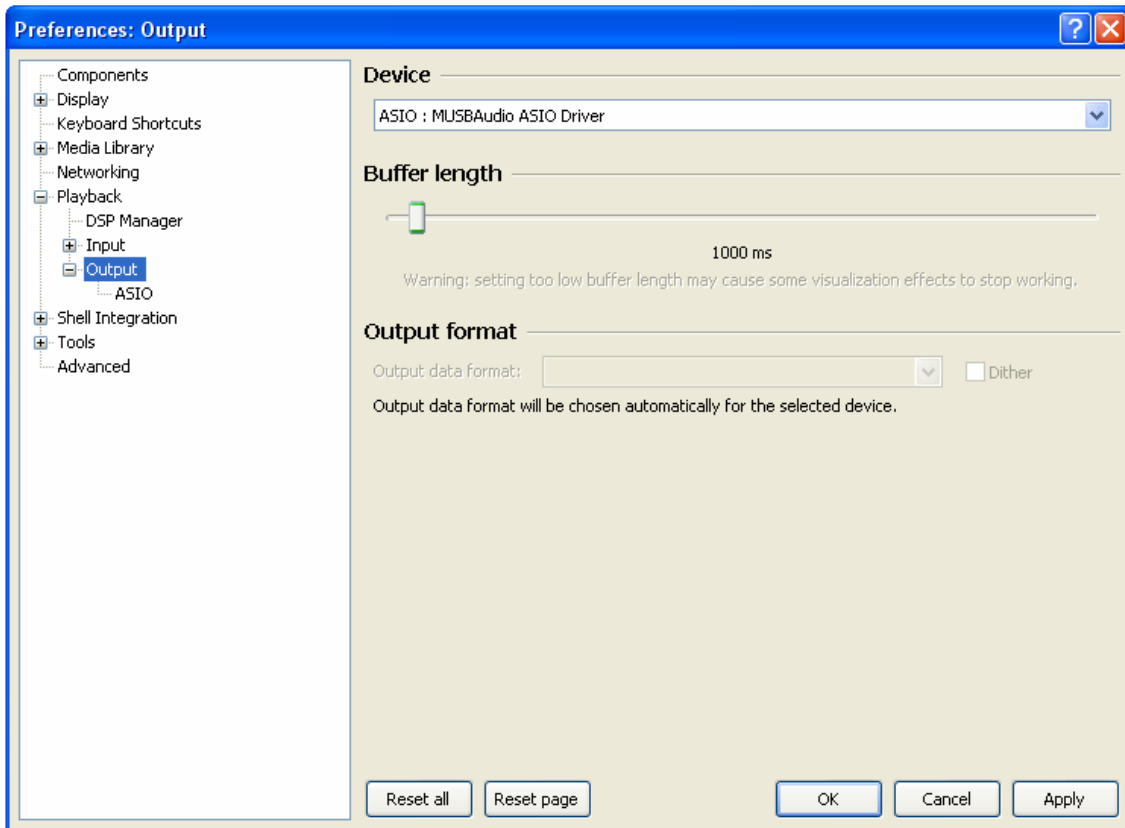 Preferences: Output
Components
Display
Keyboard Shortcuts
Media Library
Networking
Playback
DSP Manager
Input
Output
ASIO
Shell Integration
Tools
Advanced
Device
ASIO : MUSBAudio ASIO Driver
Buffer length
1000 ms
Warning: setting too low buffer length may cause some visualization effects to stop working.
Output format
Output data format:
Dither
Output data format will be chosen automatically for the selected device.
Reset all
Reset page
OK
Cancel
Apply